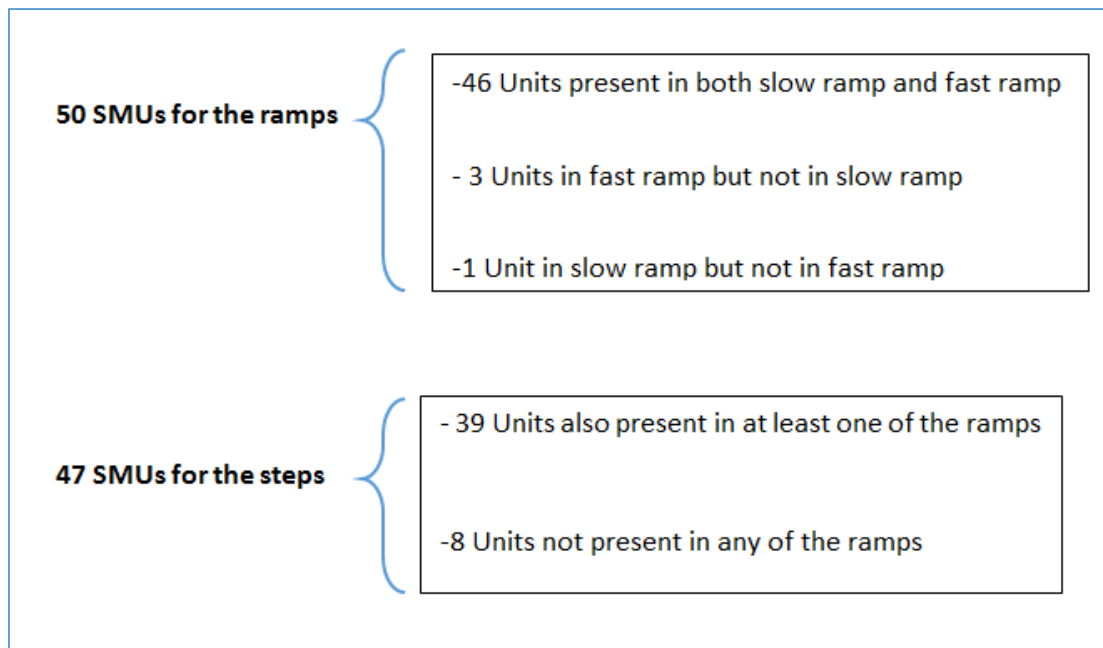 50 SMUs for the ramps
-46 Units present in both slow ramp and fast ramp
- 3 Units in fast ramp but not in slow ramp
-1 Unit in slow ramp but not in fast ramp
47 SMUs for the steps
- 39 Units also present in at least one of the ramps
-8 Units not present in any of the ramps